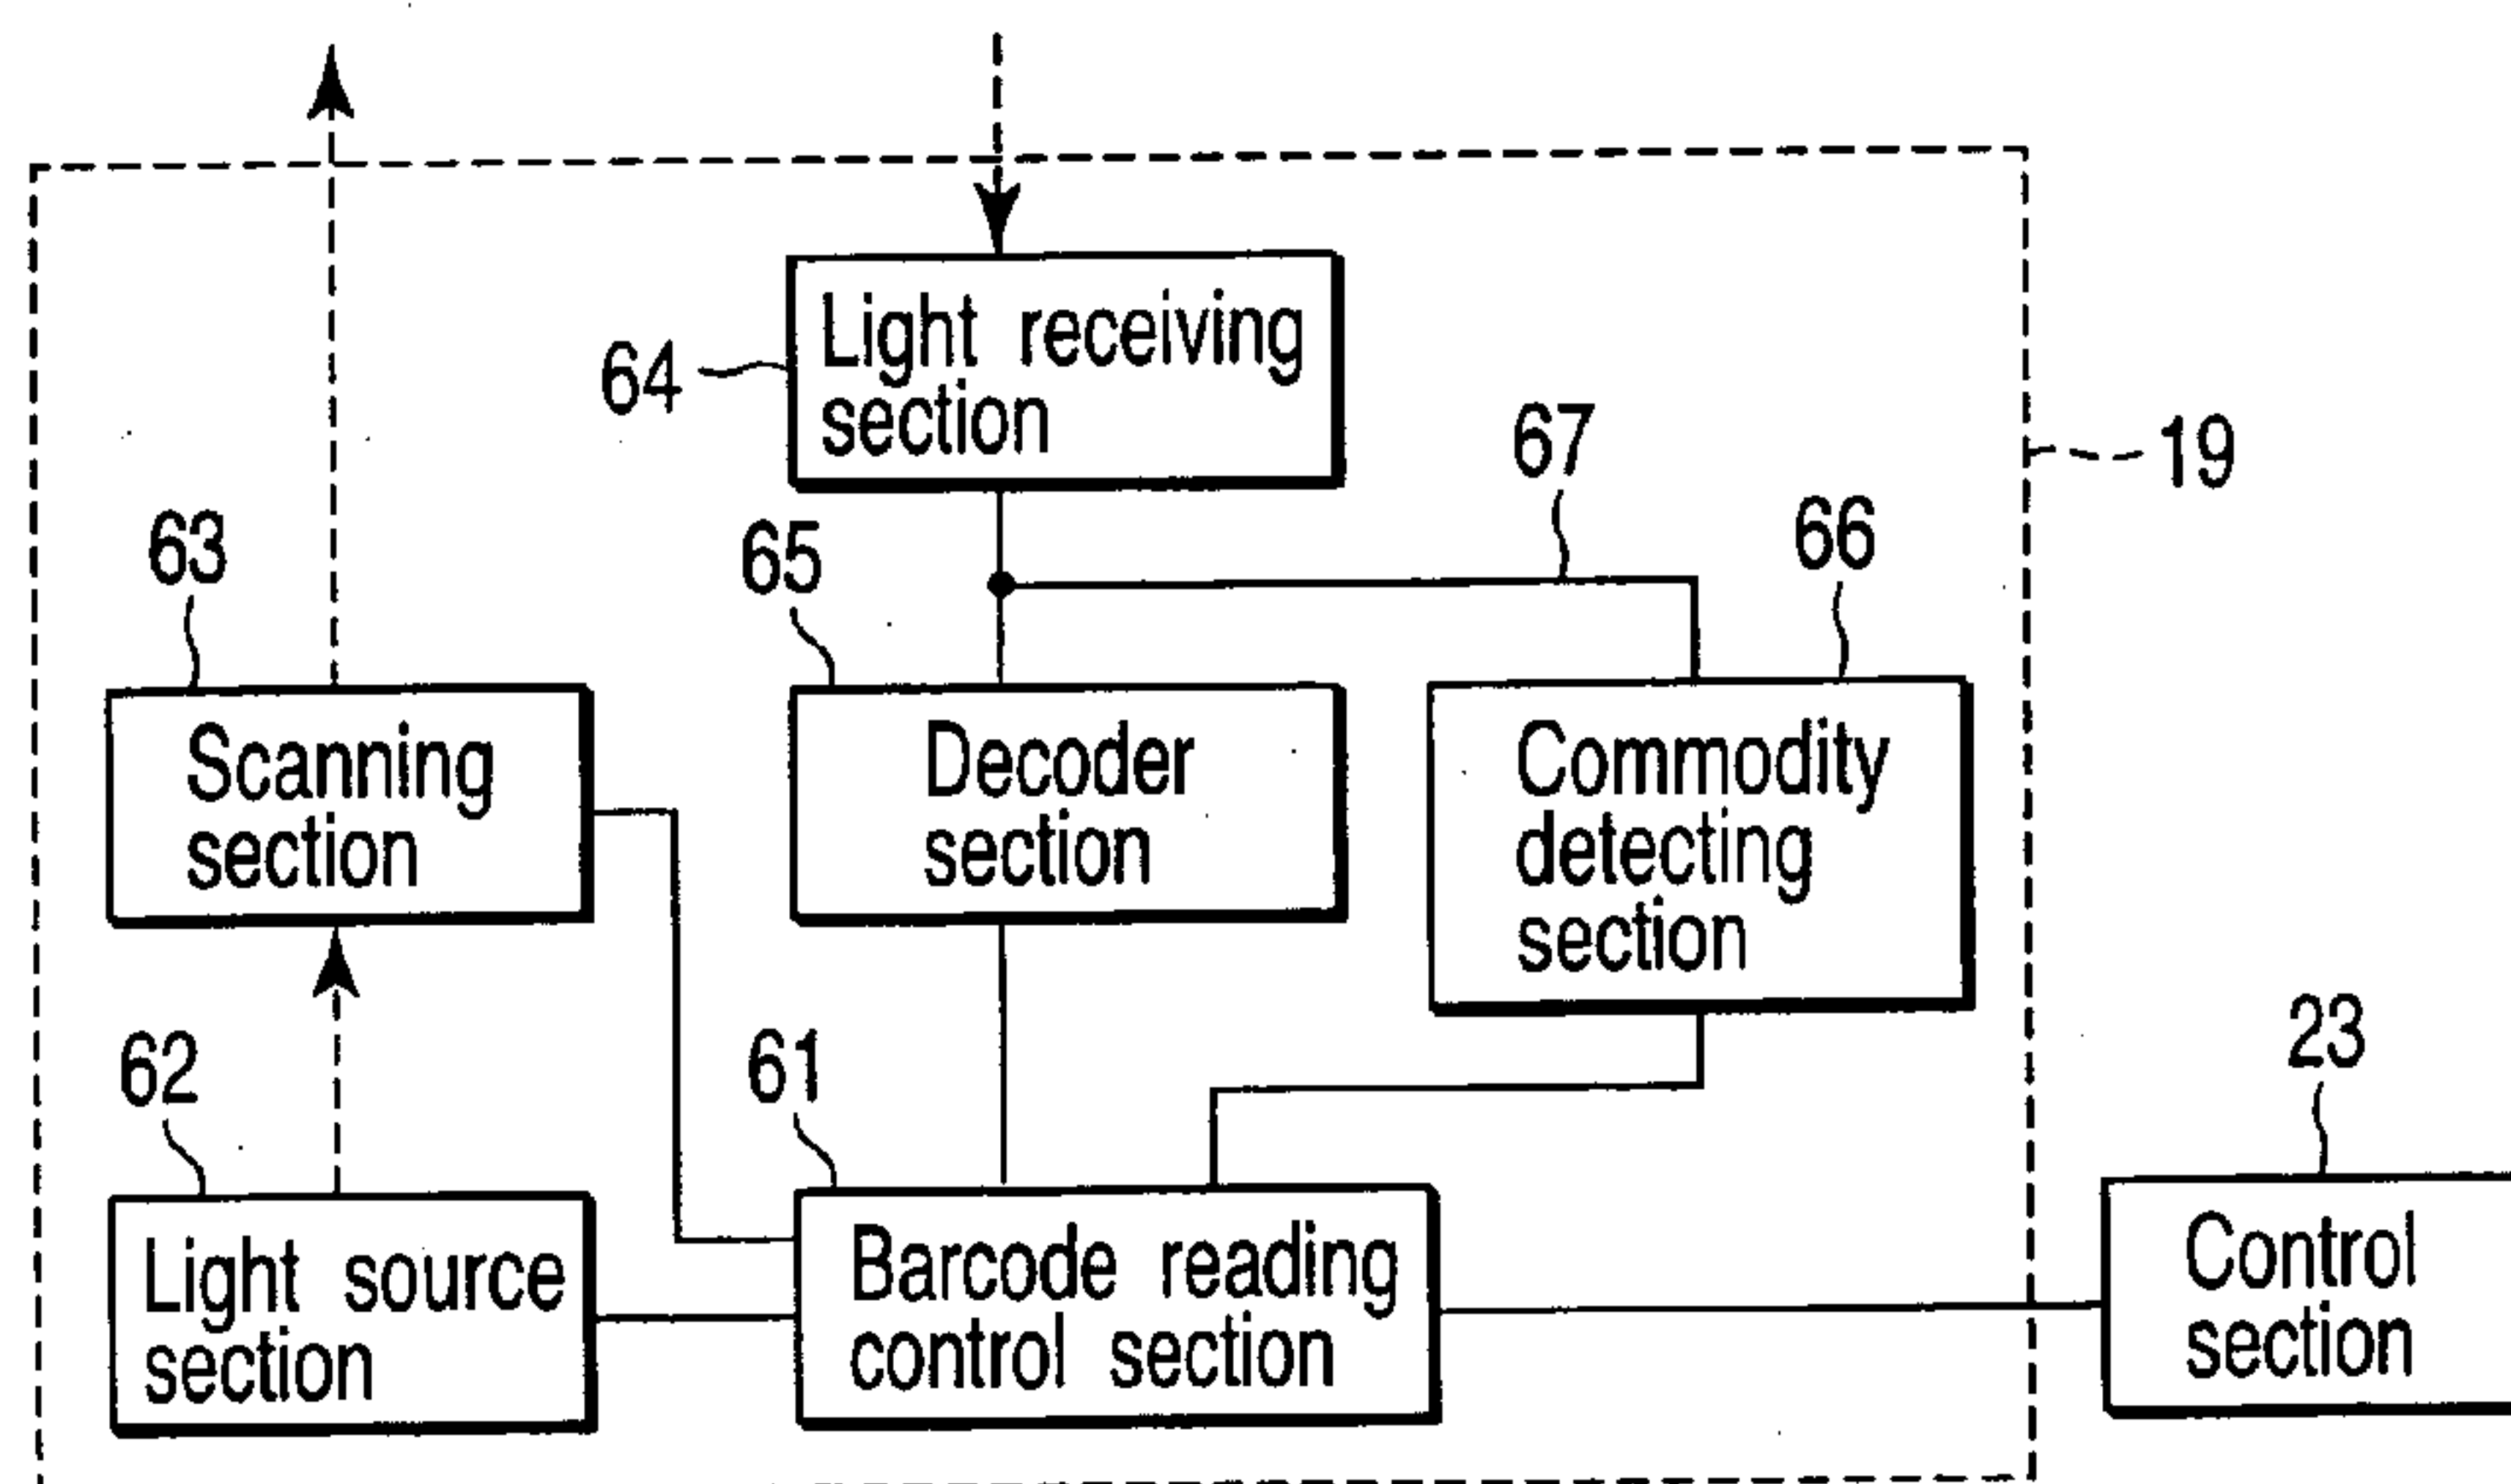 64
Light receiving
section
67
19
63
65
66
Scanning
section
Decoder
section
Commodity
detecting
section
62
61
23
Light source
section
Barcode reading
control section
Control
section